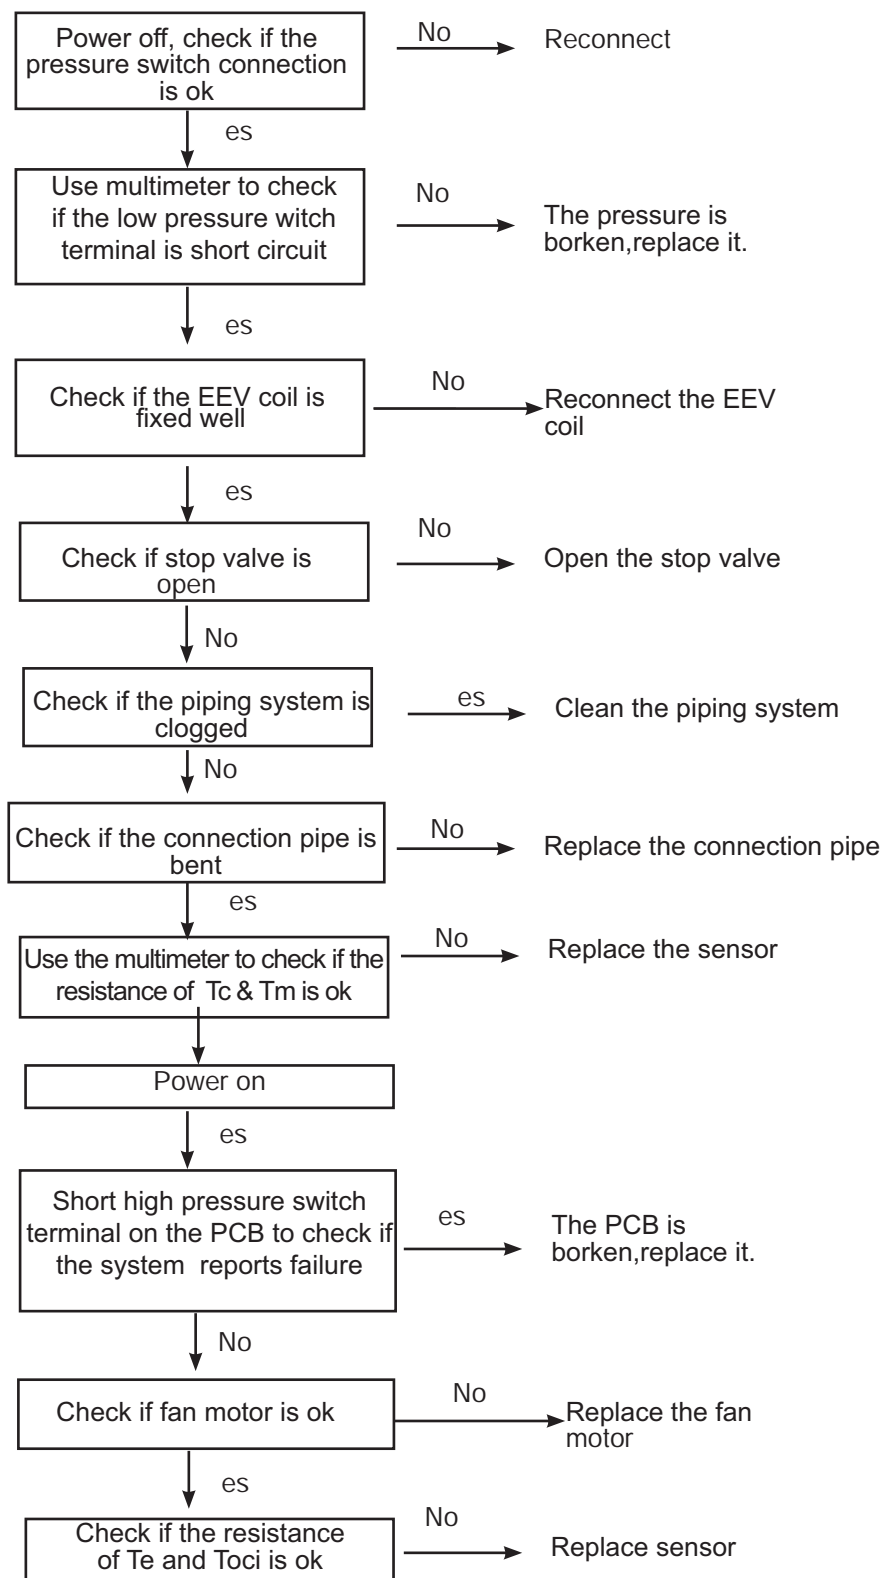 Power off, check if the
pressure switch connection
is ok
No
Reconnect
es
Use multimeter to check
if the low pressure witch
terminal is short circuit
No
The pressure is
borken,replace it.
es
Check if the EEV coil is
fixed well
No
Reconnect the EEV
coil
es
Check if stop valve is
open
No
Open the stop valve
No
Check if the piping system is
clogged
es
Clean the piping system
No
Check if the connection pipe is
bent
No
Replace the connection pipe
es
Use the multimeter to check if the
resistance of Tc & Tm is ok
No
Replace the sensor
Power on
es
Short high pressure switch
terminal on the PCB to check if
the system reports failure
es
The PCB is
borken,replace it.
No
Check if fan motor is ok
No
Replace the fan
motor
es
Check if the resistance
of Te and Toci is ok
No
Replace sensor